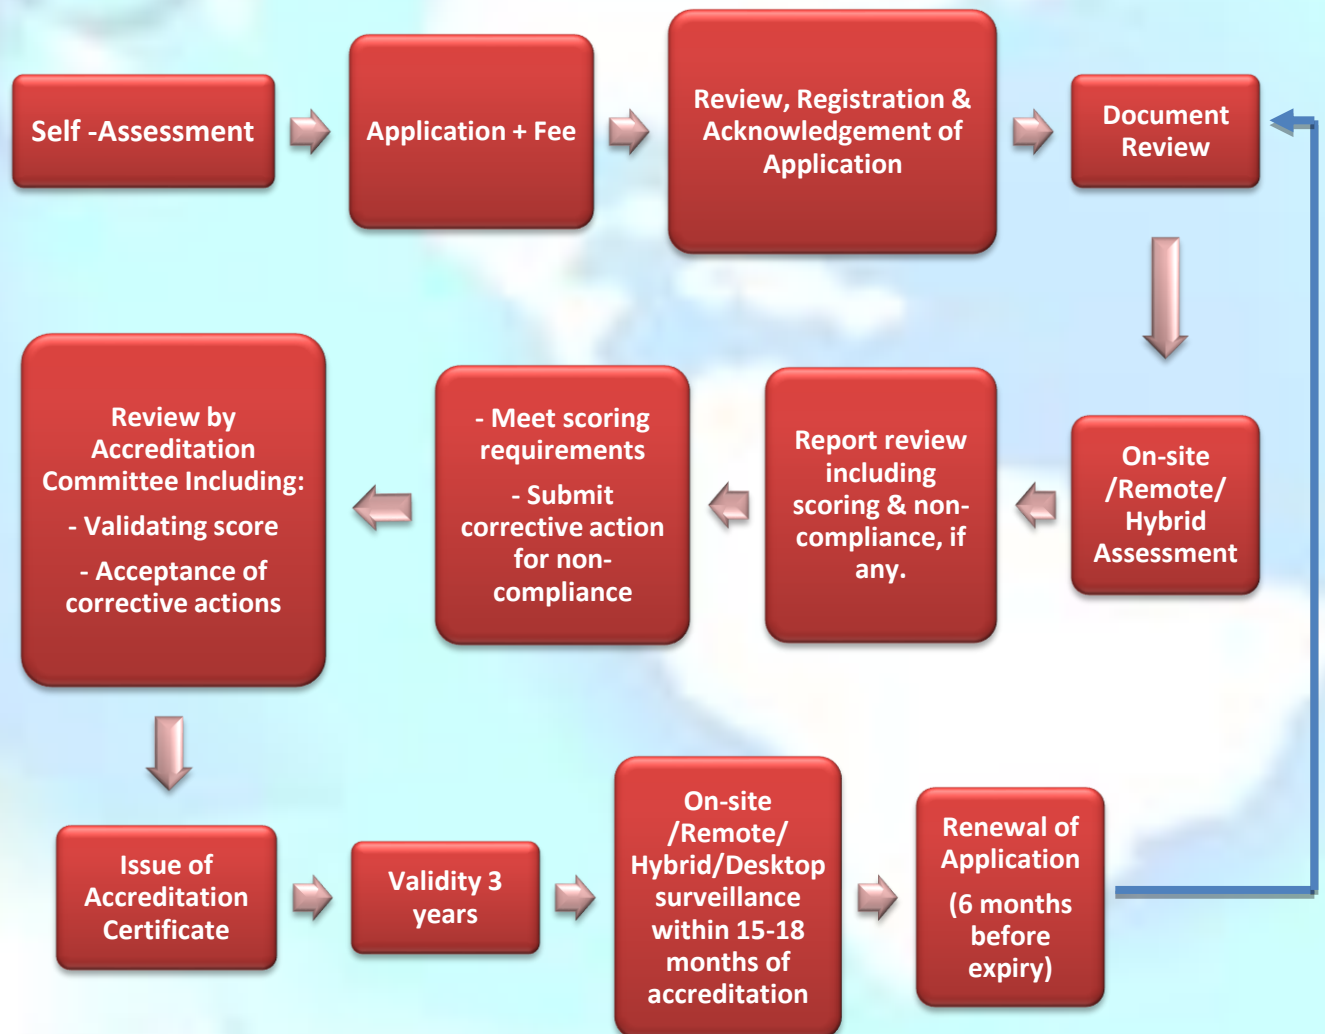 Self -Assessment
Application + Fee
Review, Registration &
Acknowledgement of
Application
Document
Review
On-site
/Remote/
Hybrid
Assessment
Report review
including
scoring & non-
compliance, if
any.
- Meet scoring
requirements
- Submit
corrective action
for non-
compliance
Review by
Accreditation
Committee Including:
- Validating score
- Acceptance of
corrective actions
Issue of
Accreditation
Certificate
Validity 3
years
On-site
/Remote/
Hybrid/Desktop
surveillance
within 15-18
months of
accreditation
Renewal of
Application
(6 months
before
expiry)